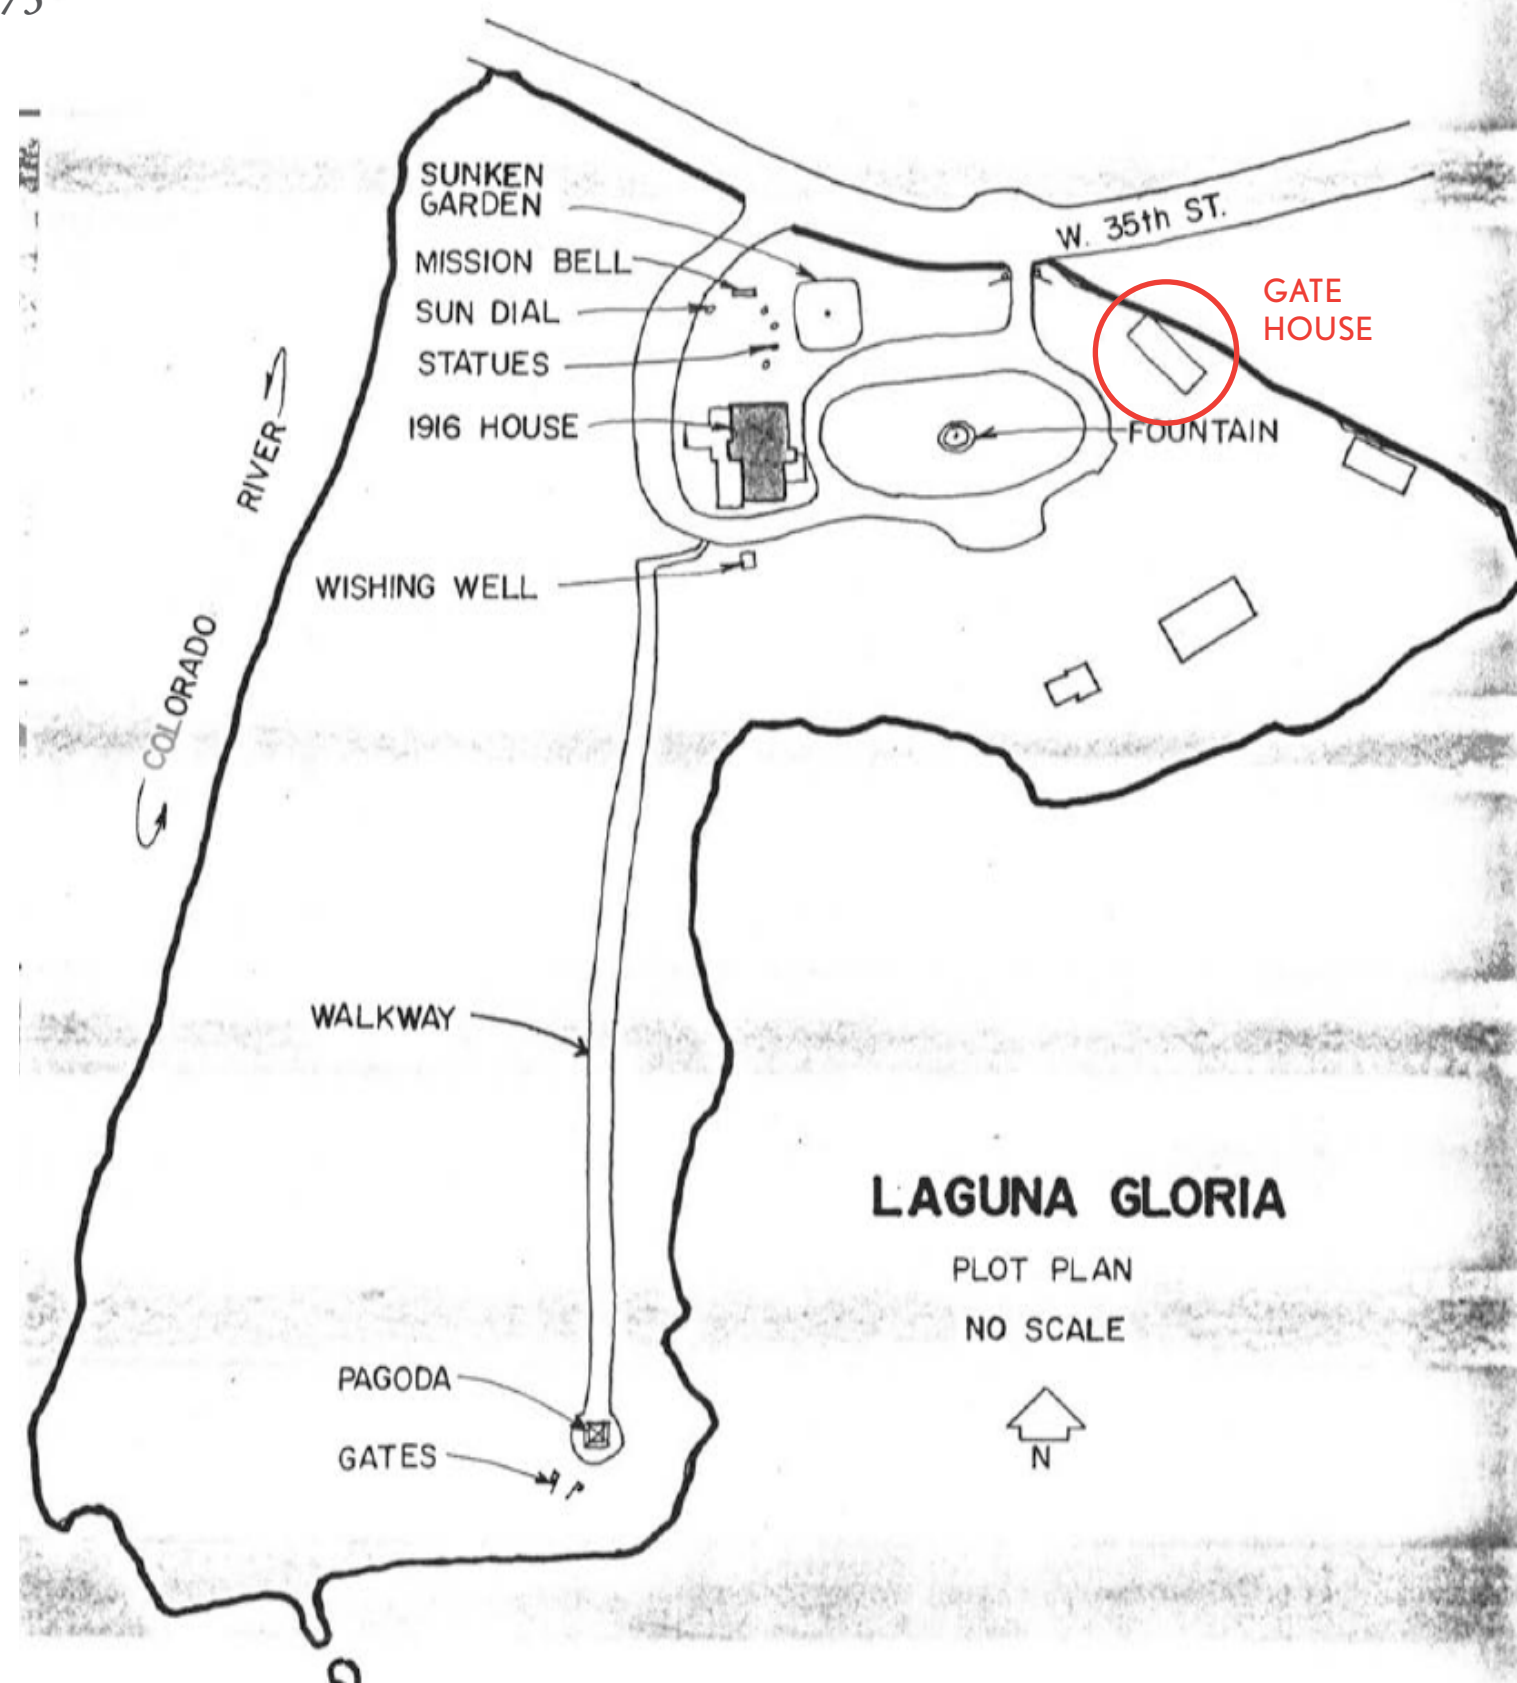 75
SUNKEN
GARDEN
MISSION BELL
SUN DIAL
STATUES
1916 HOUSE
W. 35th ST.
GATE
HOUSE
FOUNTAIN
COLORADO RIVER
WISHING WELL
WALKWAY
LAGUNA GLORIA
PLOT PLAN
NO SCALE
PAGODA
GATES
N